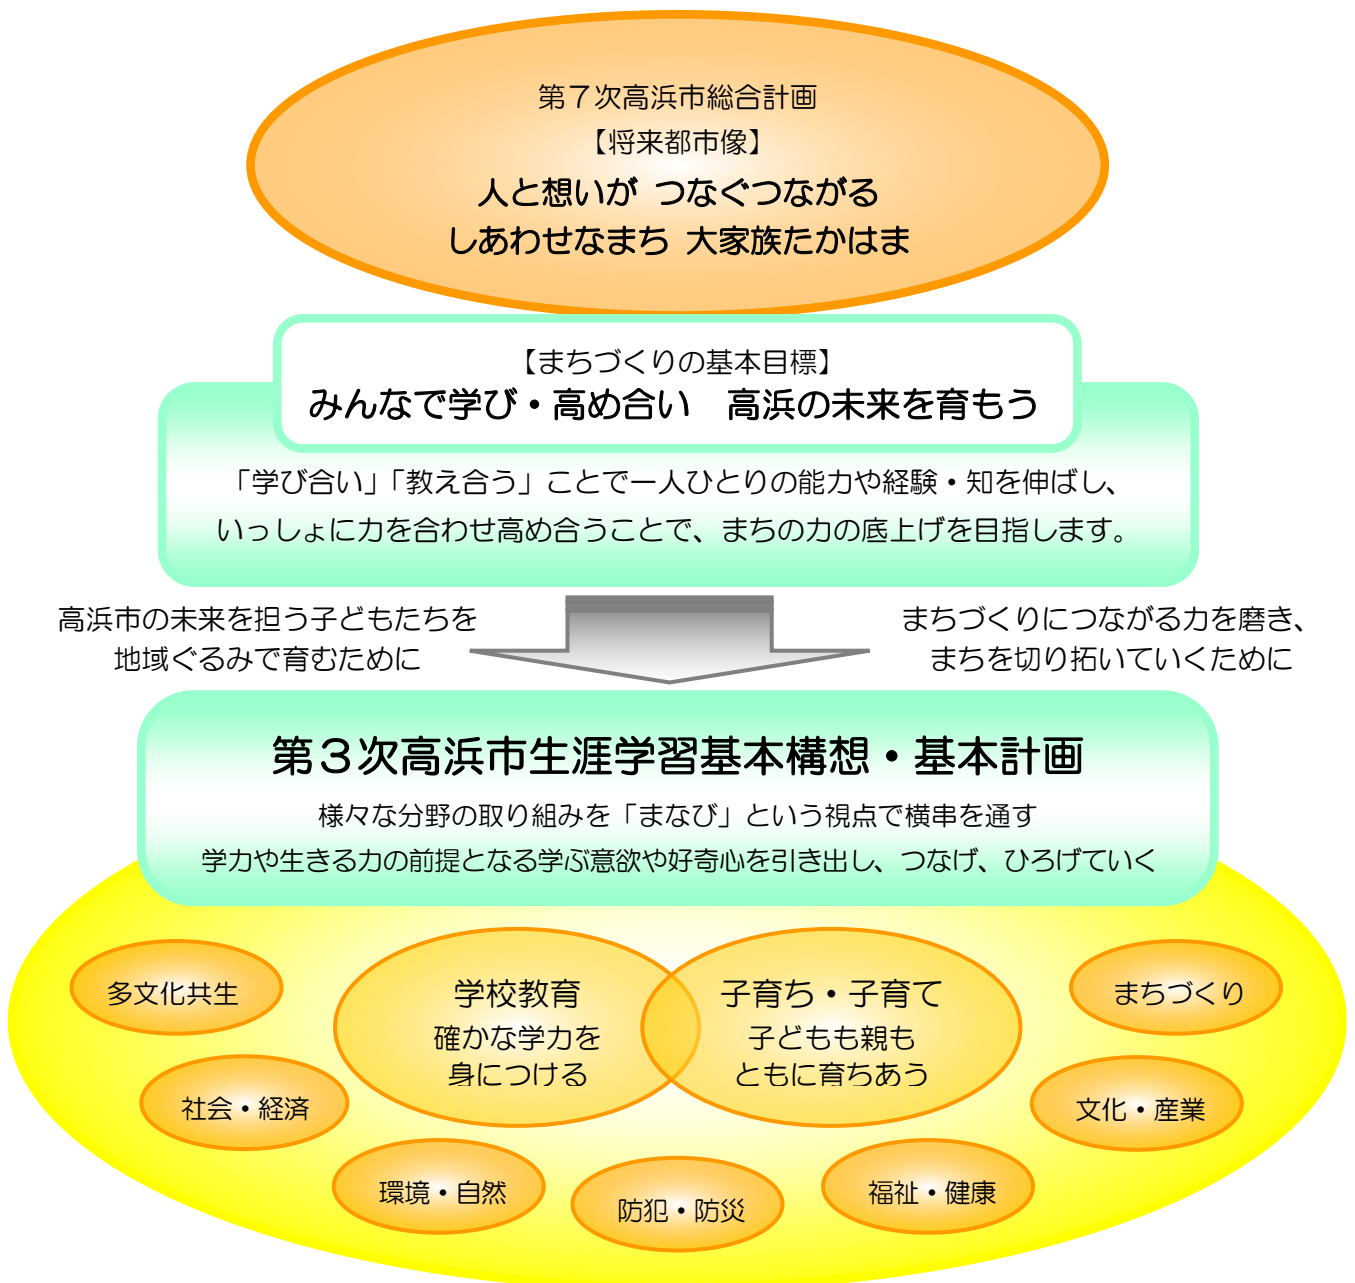 第７次高浜市総合計画
【将来都市像】
人と想いが つなぐつながる
しあわせなまち 大家族たかはま
【まちづくりの基本目標】
みんなで学び・高め合い　高浜の未来を育もう
「学び合い」「教え合う」ことで一人ひとりの能力や経験・知を伸ばし、
いっしょに力を合わせ高め合うことで、まちの力の底上げを目指します。
高浜市の未来を担う子どもたちを
地域ぐるみで育むために
まちづくりにつながる力を磨き、
まちを切り拓いていくために
第３次高浜市生涯学習基本構想・基本計画
様々な分野の取り組みを「まなび」という視点で横串を通す
学力や生きる力の前提となる学ぶ意欲や好奇心を引き出し、つなげ、ひろげていく
多文化共生
学校教育
確かな学力を
身につける
子育ち・子育て
子どもも親も
ともに育ちあう
まちづくり
社会・経済
文化・産業
環境・自然
防犯・防災
福祉・健康